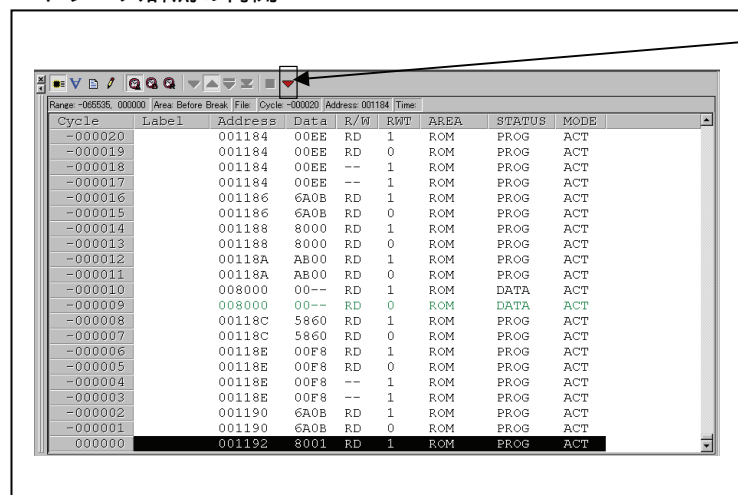 Range: -065535, 000000 Area: Before Break File: Cycle: -000020 Address: 001184 Time:
Cycle Label Address Data R/W RWT AREA STATUS MODE
-000020 001184 00EE RD 1 ROM PROG ACT
-000019 001184 00EE RD 0 ROM PROG ACT
-000018 001184 00EE -- 1 ROM PROG ACT
-000017 001184 00EE -- 1 ROM PROG ACT
-000016 001186 6A0B RD 1 ROM PROG ACT
-000015 001186 6A0B RD 0 ROM PROG ACT
-000014 001188 8000 RD 1 ROM PROG ACT
-000013 001188 8000 RD 0 ROM PROG ACT
-000012 00118A AB00 RD 1 ROM PROG ACT
-000011 00118A AB00 RD 0 ROM PROG ACT
-000010 008000 00-- RD 1 ROM DATA ACT
-000009 008000 00-- RD 0 ROM DATA ACT
-000008 00118C 5860 RD 1 ROM PROG ACT
-000007 00118C 5860 RD 0 ROM PROG ACT
-000006 00118E 00F8 RD 1 ROM PROG ACT
-000005 00118E 00F8 RD 0 ROM PROG ACT
-000004 00118E 00F8 -- 1 ROM PROG ACT
-000003 00118E 00F8 -- 1 ROM PROG ACT
-000002 001190 6A0B RD 1 ROM PROG ACT
-000001 001190 6A0B RD 0 ROM PROG ACT
000000 001192 8001 RD 1 ROM PROG ACT